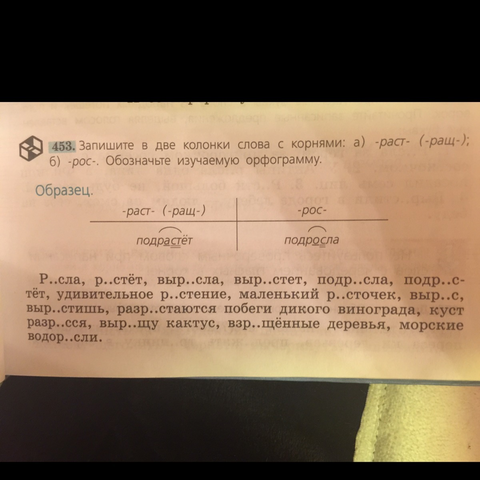 453. Запишите в две колонки слова с корнями: а) -раст- (-ращ-);
б) -рос-. Обозначьте изучаемую орфограмму.
Образец.
-раст- (-ращ-) -рос-
подрастёт подросла
Р..сла, р..стёт, выр..сла, выр..стет, подр..сла, подр..с-
тёт, удивительное р..стение, маленький р..сточек, выр..с,
выр..стишь, разр..стаются побеги дикого винограда, куст
разр..сся, выр..щу кактус, взр..щённые деревья, морские
водор..сли.